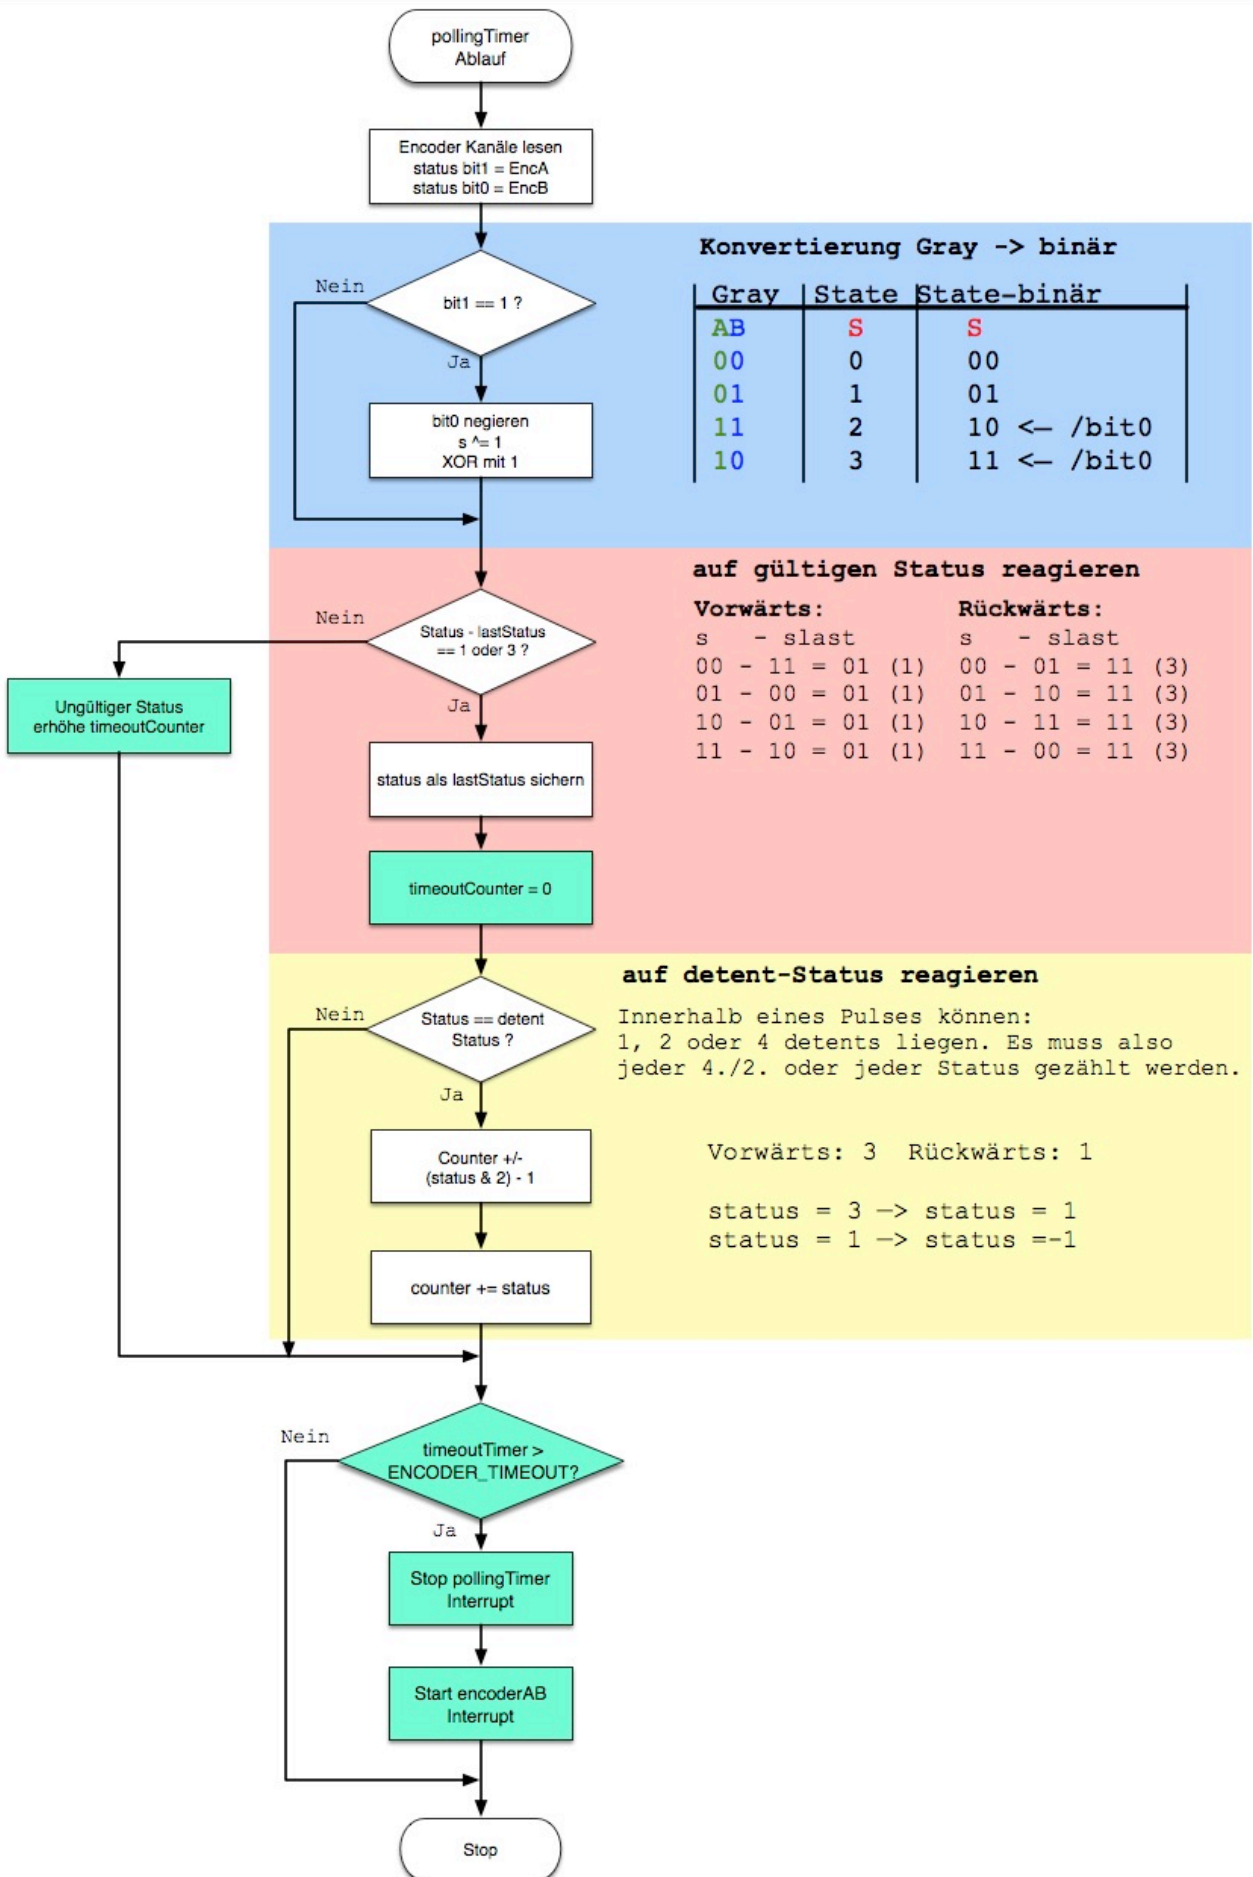 pollingTimer
Ablauf
Encoder Kanäle lesen
status bit1 = EncA
status bit0 = EncB
Konvertierung Gray -> binär
Gray State State-binär
AB S S
00 0 00
01 1 01
11 2 10 <— /bit0
10 3 11 <— /bit0
Nein
bit1 == 1 ?
Ja
bit0 negieren
s ^= 1
XOR mit 1
auf gültigen Status reagieren
Vorwärts: Rückwärts:
s - slast s - slast
00 - 11 = 01 (1) 00 - 01 = 11 (3)
01 - 00 = 01 (1) 01 - 10 = 11 (3)
10 - 01 = 01 (1) 10 - 11 = 11 (3)
11 - 10 = 01 (1) 11 - 00 = 11 (3)
Nein
Status - lastStatus
== 1 oder 3 ?
Ja
Ungültiger Status
erhöhe timeoutCounter
status als lastStatus sichern
timeoutCounter = 0
auf detent-Status reagieren
Innerhalb eines Pulses können:
1, 2 oder 4 detents liegen. Es muss also
jeder 4./2. oder jeder Status gezählt werden.
Nein
Status == detent
Status ?
Ja
Counter +/-
(status & 2) - 1
Vorwärts: 3 Rückwärts: 1
status = 3 —> status = 1
status = 1 —> status =-1
counter += status
Nein
timeoutTimer >
ENCODER_TIMEOUT?
Ja
Stop pollingTimer
Interrupt
Start encoderAB
Interrupt
Stop